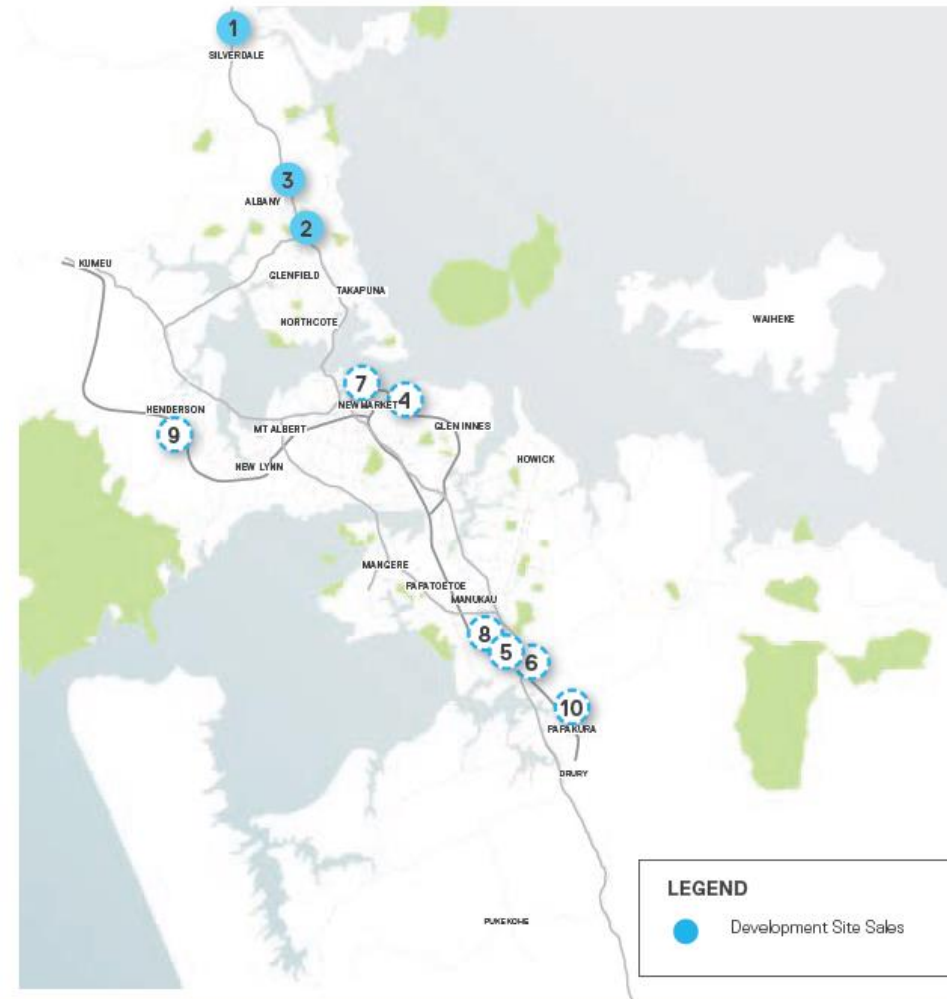 1
SILVERDALE
3
ALBANY
2
KUMEU
GLENFIELD
TAKAPUNA
NORTHCOTE
WAIHEKE
7
4
NEWMARKET
HENDERSON
9
MT ALBERT
GLEN INNES
NEW LYNN
HOWICK
MANGERE
PAPATOETOE
MANUKAU
8
5
6
10
PAPAKURA
DRURY
LEGEND
Development Site Sales
PUKEKOHE